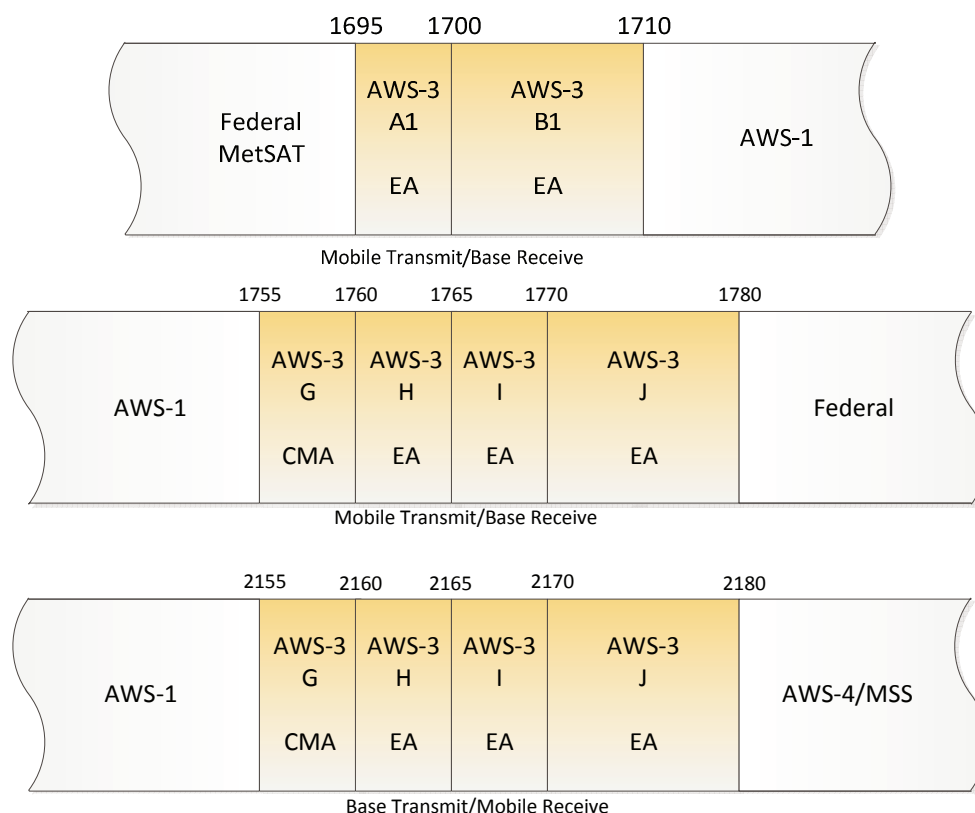 1695 1700 1710
Federal
MetSAT
AWS-3
A1
EA
AWS-3
B1
EA
AWS-1
Mobile Transmit/Base Receive
1755 1760 1765 1770 1780
AWS-1
AWS-3
G
CMA
AWS-3
H
EA
AWS-3
I
EA
AWS-3
J
EA
Federal
Mobile Transmit/Base Receive
2155 2160 2165 2170 2180
AWS-1
AWS-3
G
CMA
AWS-3
H
EA
AWS-3
I
EA
AWS-3
J
EA
AWS-4/MSS
Base Transmit/Mobile Receive